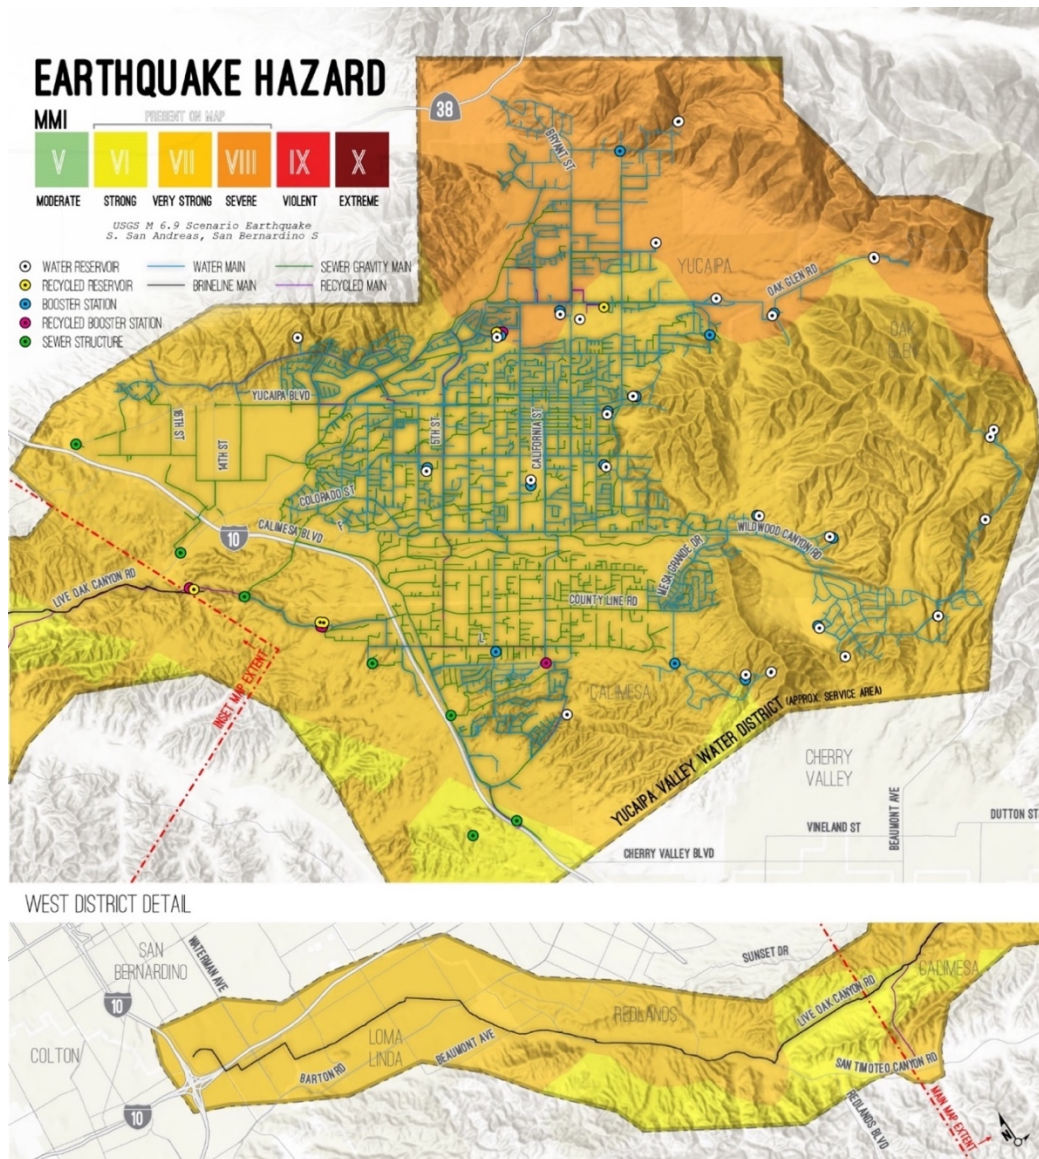 EARTHQUAKE HAZARD
MMI
PRESENT ON MAP
V VI VII VIII IX X
MODERATE STRONG VERY STRONG SEVERE VIOLENT EXTREME
USGS M 6.9 Scenario Earthquake
S. San Andreas, San Bernardino S
WATER RESERVOIR WATER MAIN SEWER GRAVITY MAIN
RECYCLED RESERVOIR BRINELINE MAIN RECYCLED MAIN
BOOSTER STATION
RECYCLED BOOSTER STATION
SEWER STRUCTURE
38
BRYANT ST
YUCAIPA
OAK GLEN RD
OAK
GLEN
YUCAIPA BLVD
16TH ST
14TH ST
5TH ST
CALIFORNIA ST
COLORADO ST
F
CALIMESA BLVD
10
WILDWOOD CANYON RD
MESA GRANDE DR
LIVE OAK CANYON RD
COUNTY LINE RD
L
CALIMESA
INSET MAP EXTENT
YUCAIPA VALLEY WATER DISTRICT (APPROX. SERVICE AREA)
CHERRY
VALLEY
BEAUMONT AVE
DUTTON ST
VINELAND ST
CHERRY VALLEY BLVD
WEST DISTRICT DETAIL
SAN
BERNARDINO
WATERMAN AVE
SUNSET DR
CALIMESA
10
LIVE OAK CANYON RD
REDLANDS
COLTON
LOMA
LINDA
BEAUMONT AVE
BARTON RD
SAN TIMOTEO CANYON RD
10
REDLANDS BLVD
MAIN MAP EXTENT
N